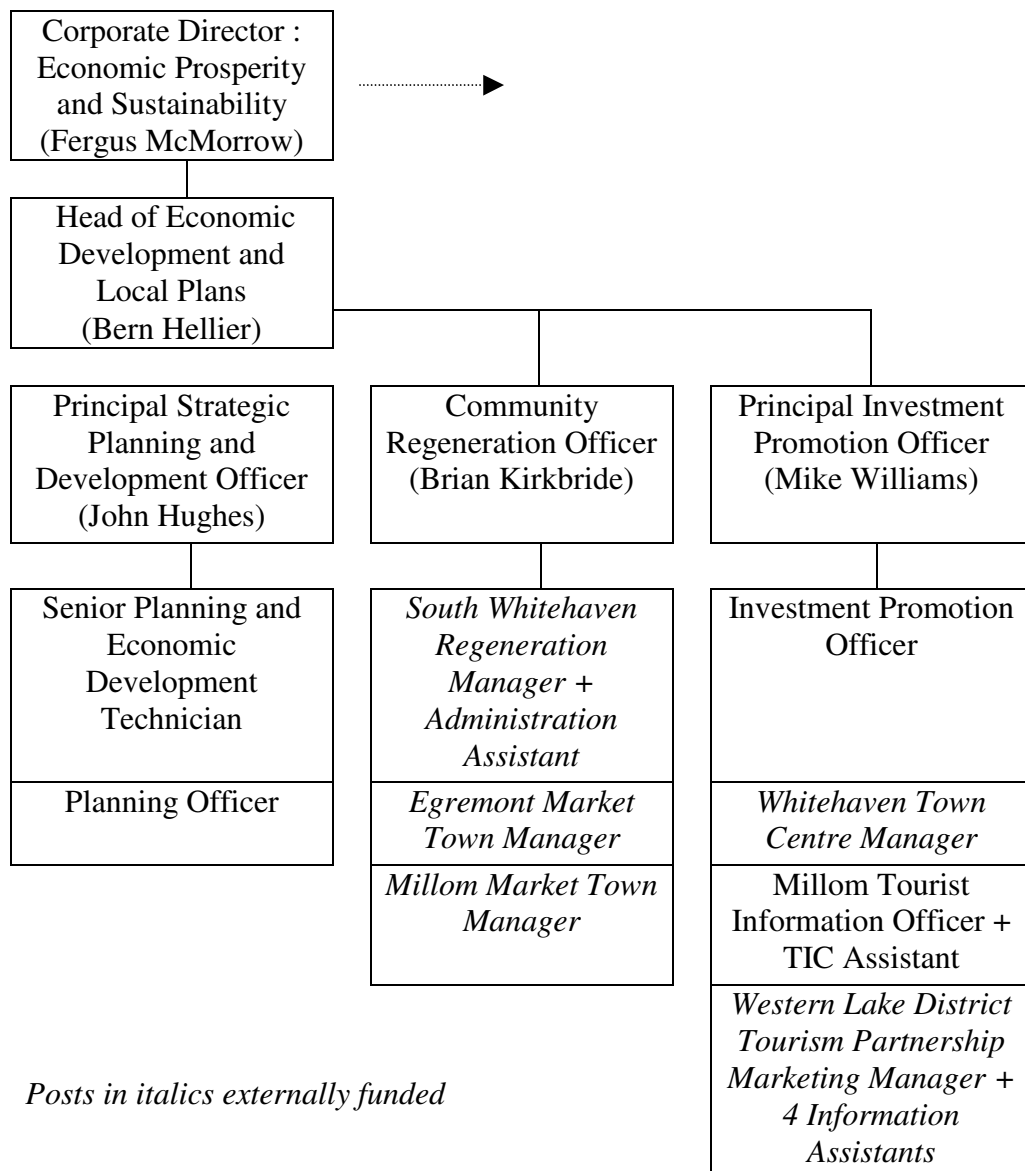 Corporate Director :
Economic Prosperity
and Sustainability
(Fergus McMorrow)
Head of Economic
Development and
Local Plans
(Bern Hellier)
Principal Strategic
Planning and
Development Officer
(John Hughes)
Community
Regeneration Officer
(Brian Kirkbride)
Principal Investment
Promotion Officer
(Mike Williams)
Senior Planning and
Economic
Development
Technician
South Whitehaven
Regeneration
Manager +
Administration
Assistant
Investment Promotion
Officer
Planning Officer
Egremont Market
Town Manager
Whitehaven Town
Centre Manager
Millom Market Town
Manager
Millom Tourist
Information Officer +
TIC Assistant
Western Lake District
Tourism Partnership
Marketing Manager +
4 Information
Assistants
Posts in italics externally funded